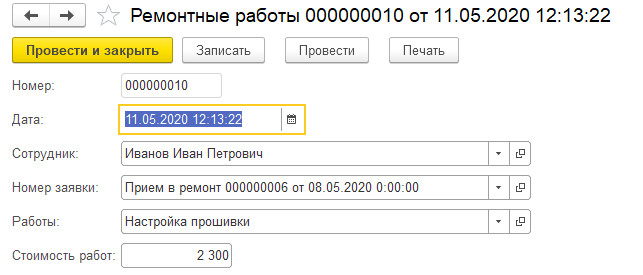 Ремонтные работы 000000010 от 11.05.2020 12:13:22
Провести и закрыть Записать Провести Печать
Номер: 000000010
Дата: 11.05.2020 12:13:22
Сотрудник: Иванов Иван Петрович
Номер заявки: Прием в ремонт 000000006 от 08.05.2020 0:00:00
Работы: Настройка прошивки
Стоимость работ: 2 300